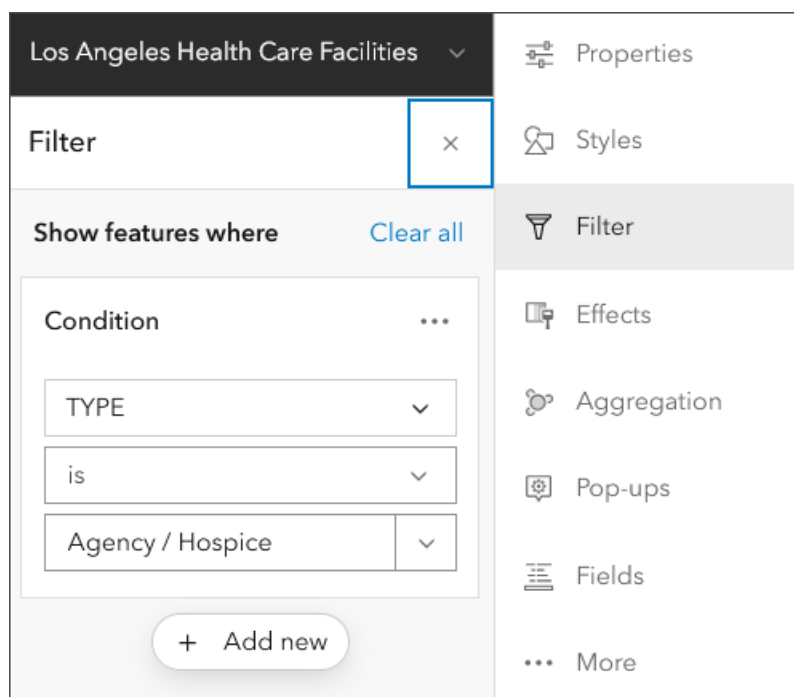 Los Angeles Health Care Facilities
Filter
Show features where
Clear all
Condition
TYPE
is
Agency / Hospice
+ Add new
Properties
Styles
Filter
Effects
Aggregation
Pop-ups
Fields
More